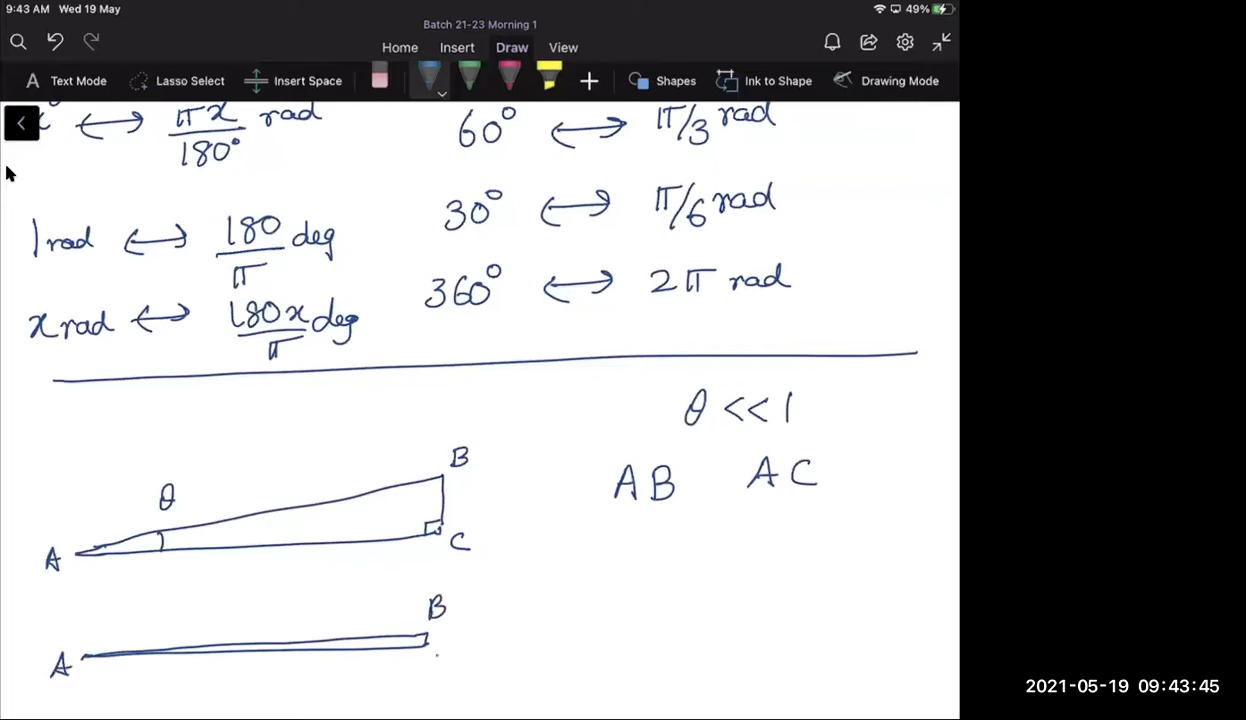 9:43 AM Wed 19 May
49%
Batch 21-23 Morning 1
Home Insert Draw View
Text Mode Lasso Select Insert Space Shapes Ink to Shape Drawing Mode
° ↔ πx/180° rad
60° ↔ π/3 rad
30° ↔ π/6 rad
1 rad ↔ 180/π deg
360° ↔ 2π rad
x rad ↔ 180x/π deg
θ << 1
AB AC
B
θ
A
C
B
A
2021-05-19 09:43:45